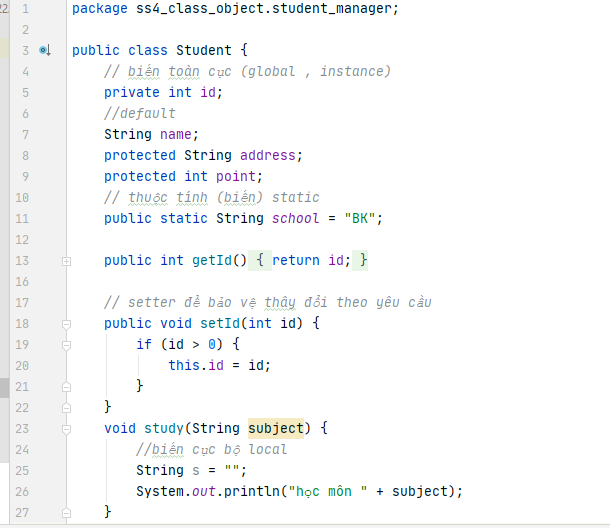 22
1 package ss4_class_object.student_manager;
2
3 public class Student {
4 // biến toàn cục (global , instance)
5 private int id;
6 //default
7 String name;
8 protected String address;
9 protected int point;
10 // thuộc tính (biến) static
11 public static String school = "BK";
12
13 public int getId() { return id; }
16
17 // setter để bảo vệ thây đổi theo yêu cầu
18 public void setId(int id) {
19 if (id > 0) {
20 this.id = id;
21 }
22 }
23 void study(String subject) {
24 //biến cục bộ local
25 String s = "";
26 System.out.println("học môn " + subject);
27 }